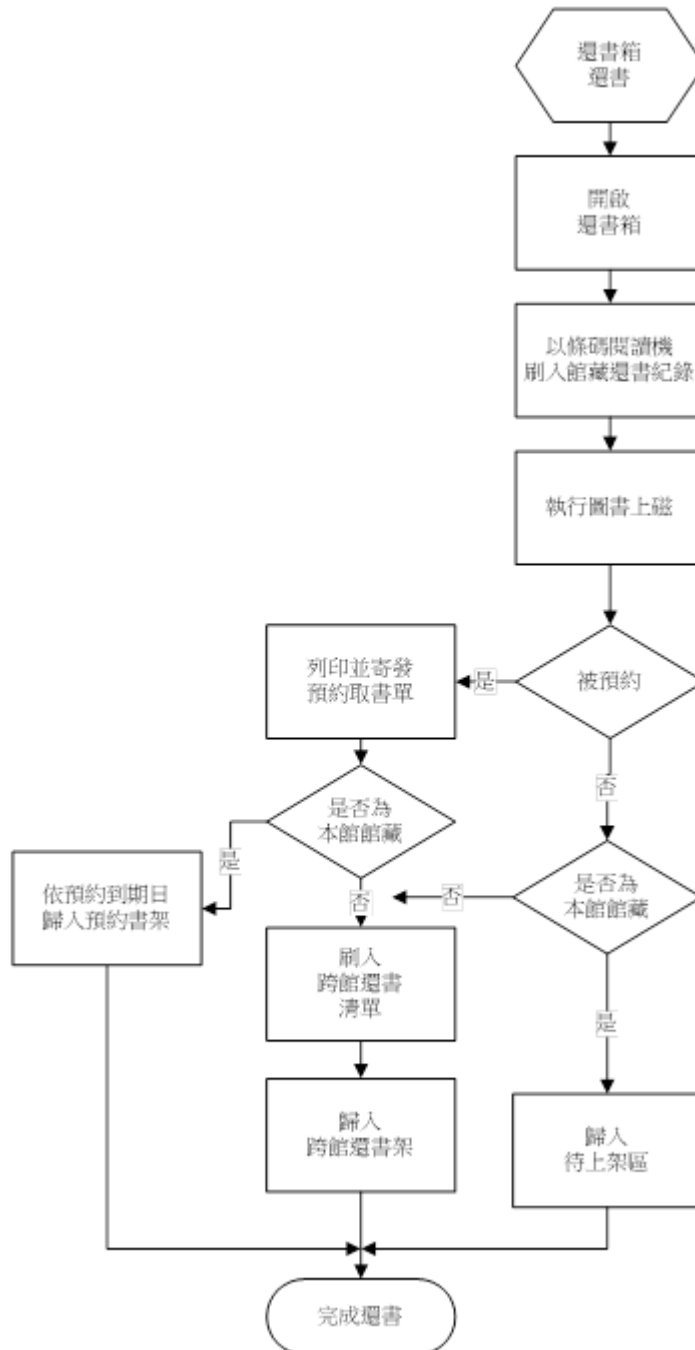 還書箱
還書
開啟
還書箱
以條碼閱讀機
刷入館藏還書紀錄
執行圖書上磁
被預約
是
列印並寄發
預約取書單
否
是否為
本館館藏
是
依預約到期日
歸入預約書架
否
否
是否為
本館館藏
刷入
跨館還書
清單
是
歸入
跨館還書架
歸入
待上架區
完成還書